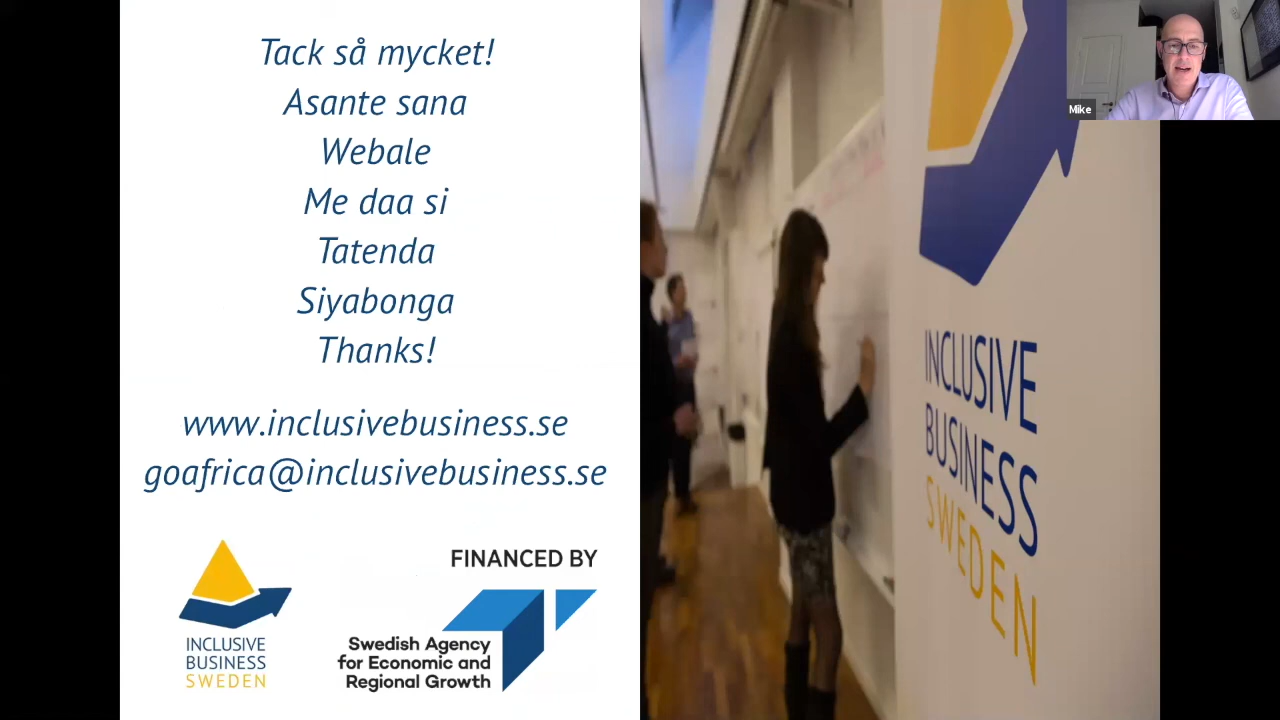 Tack så mycket!
Asante sana
Webale
Me daa si
Tatenda
Siyabonga
Thanks!
www.inclusivebusiness.se
goafrica@inclusivebusiness.se
INCLUSIVE
BUSINESS
SWEDEN
FINANCED BY
Swedish Agency
for Economic and
Regional Growth
INCLUSIVE
BUSINESS
SWEDEN
Mike